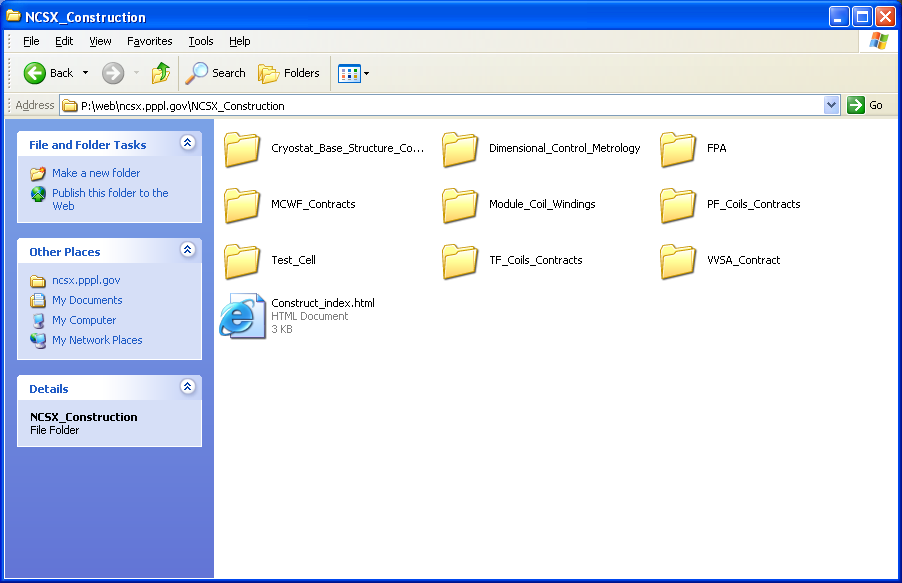 NCSX_Construction
File Edit View Favorites Tools Help
Back Search Folders
Address P:\web\ncsx.pppl.gov\NCSX_Construction Go
File and Folder Tasks
Make a new folder
Publish this folder to the
Web
Other Places
ncsx.pppl.gov
My Documents
My Computer
My Network Places
Details
NCSX_Construction
File Folder
Cryostat_Base_Structure_Co... Dimensional_Control_Metrology FPA
MCWF_Contracts Module_Coil_Windings PF_Coils_Contracts
Test_Cell TF_Coils_Contracts VVSA_Contract
Construct_index.html
HTML Document
3 KB